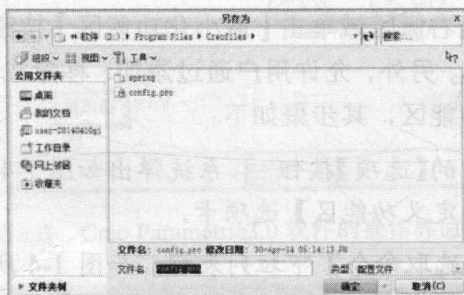 另存为
软件 (D:) ▸ Program Files ▸ Creofiles ▸
搜索...
组织 视图 工具
公用文件夹
桌面
我的文档
user-20140410gi
工作目录
网上邻居
收藏夹
spring
config.pro
文件名: config.pro 修改日期: 30-Apr-14 06:14:13 PM
文件名
类型 配置文件
文件夹树
确定
取消(C)